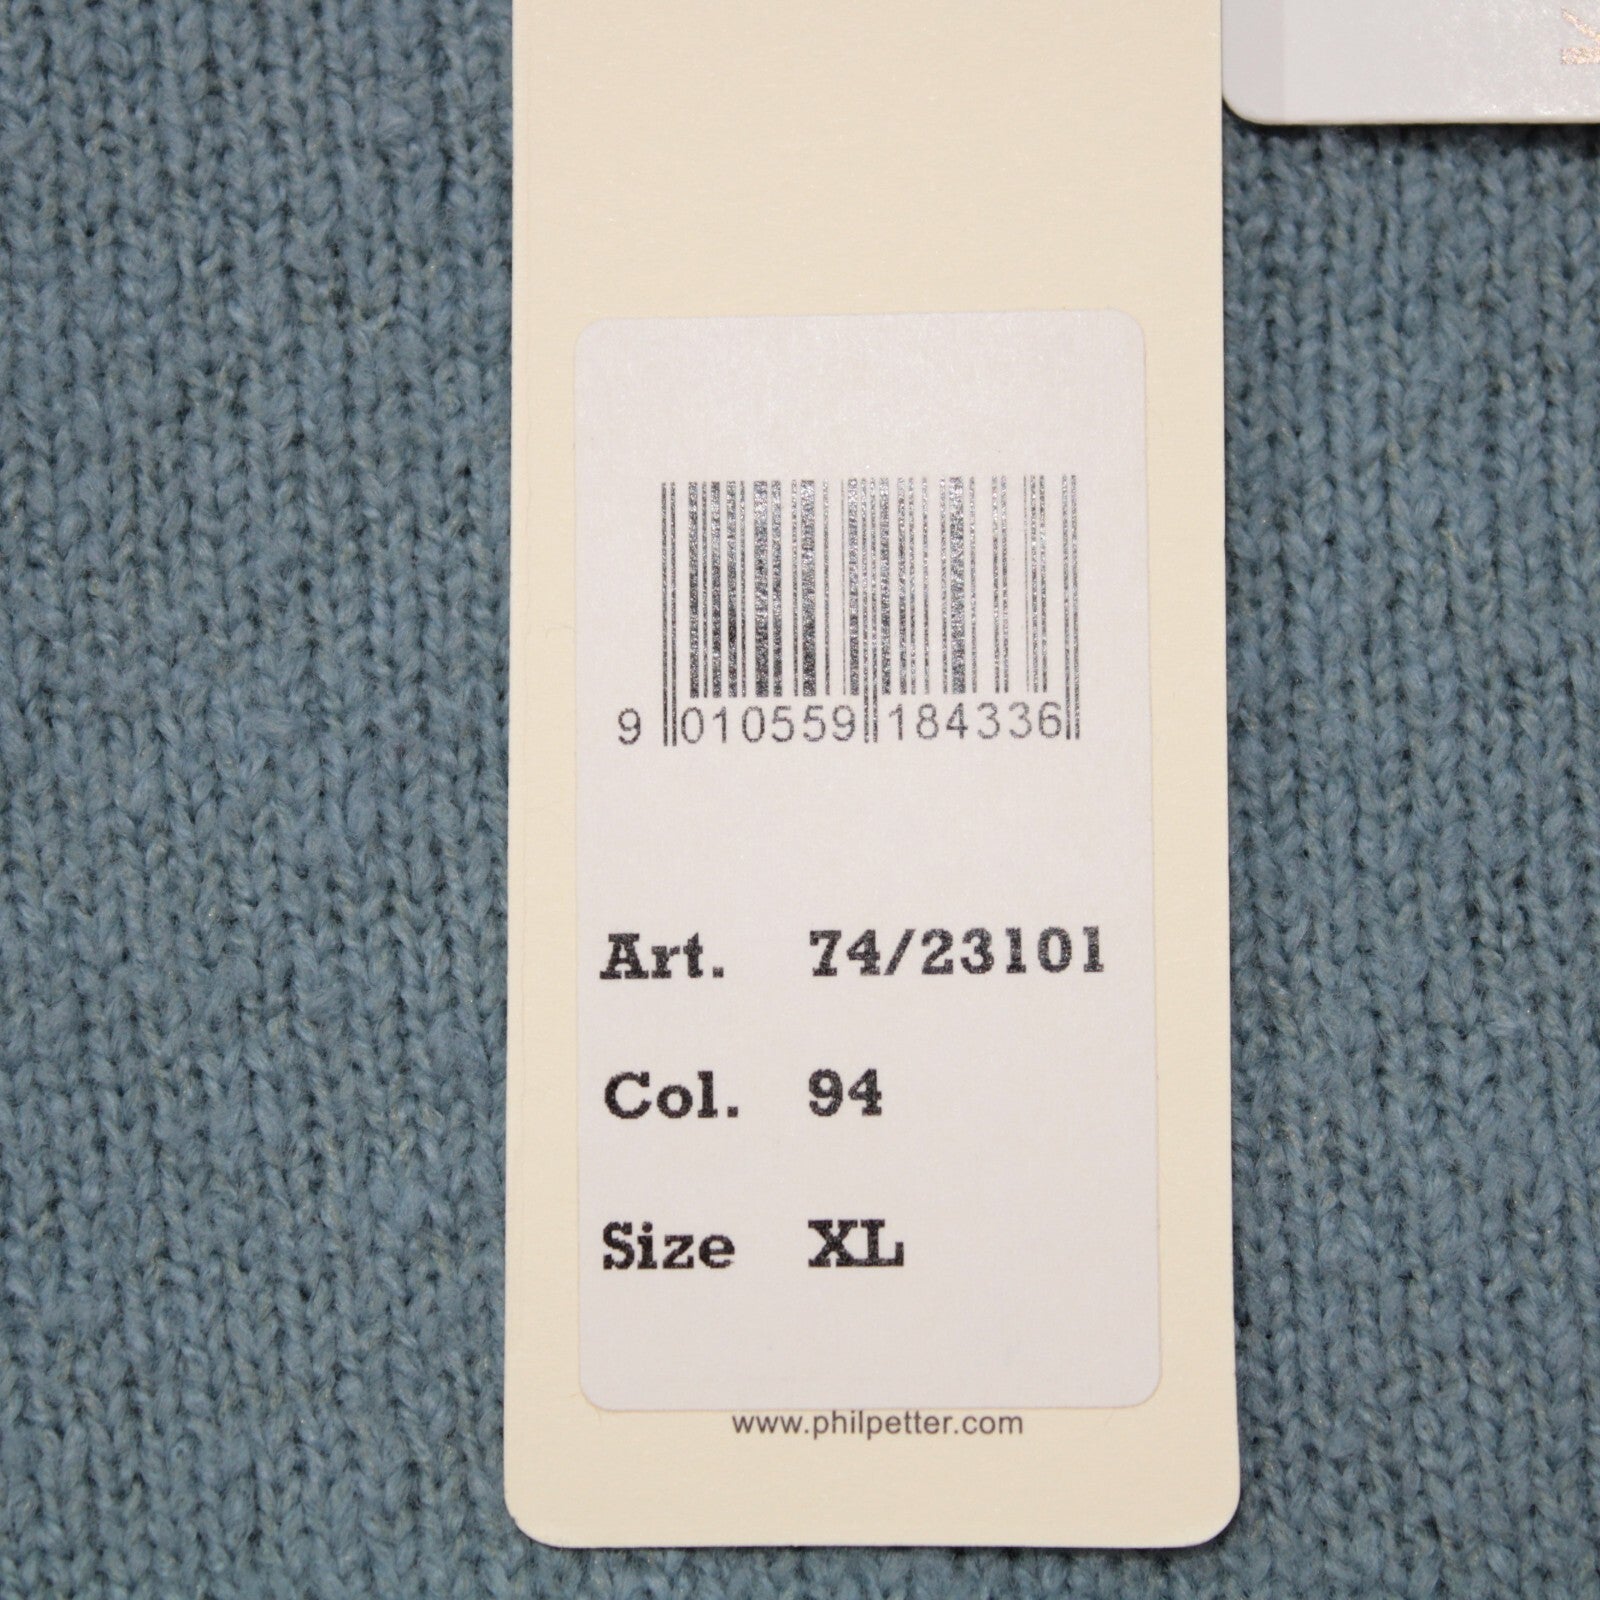 9 010559 184336
Art. 74/23101
Col. 94
Size XL
www.philpetter.com